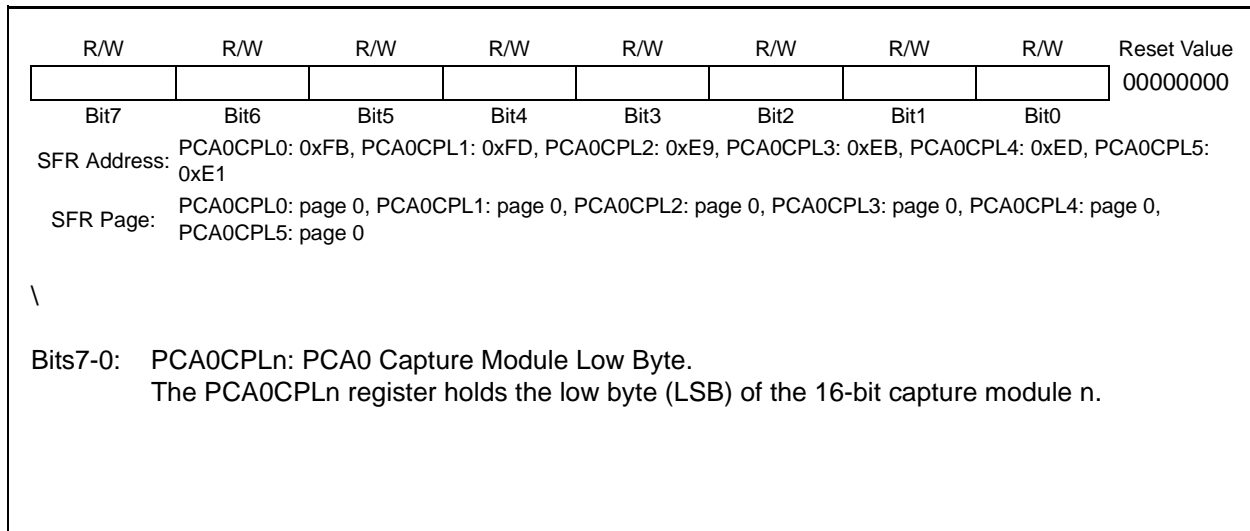 R/W R/W R/W R/W R/W R/W R/W R/W Reset Value
00000000
Bit7 Bit6 Bit5 Bit4 Bit3 Bit2 Bit1 Bit0
SFR Address: PCA0CPL0: 0xFB, PCA0CPL1: 0xFD, PCA0CPL2: 0xE9, PCA0CPL3: 0xEB, PCA0CPL4: 0xED, PCA0CPL5:
0xE1
SFR Page: PCA0CPL0: page 0, PCA0CPL1: page 0, PCA0CPL2: page 0, PCA0CPL3: page 0, PCA0CPL4: page 0,
PCA0CPL5: page 0
\
Bits7-0: PCA0CPLn: PCA0 Capture Module Low Byte.
The PCA0CPLn register holds the low byte (LSB) of the 16-bit capture module n.